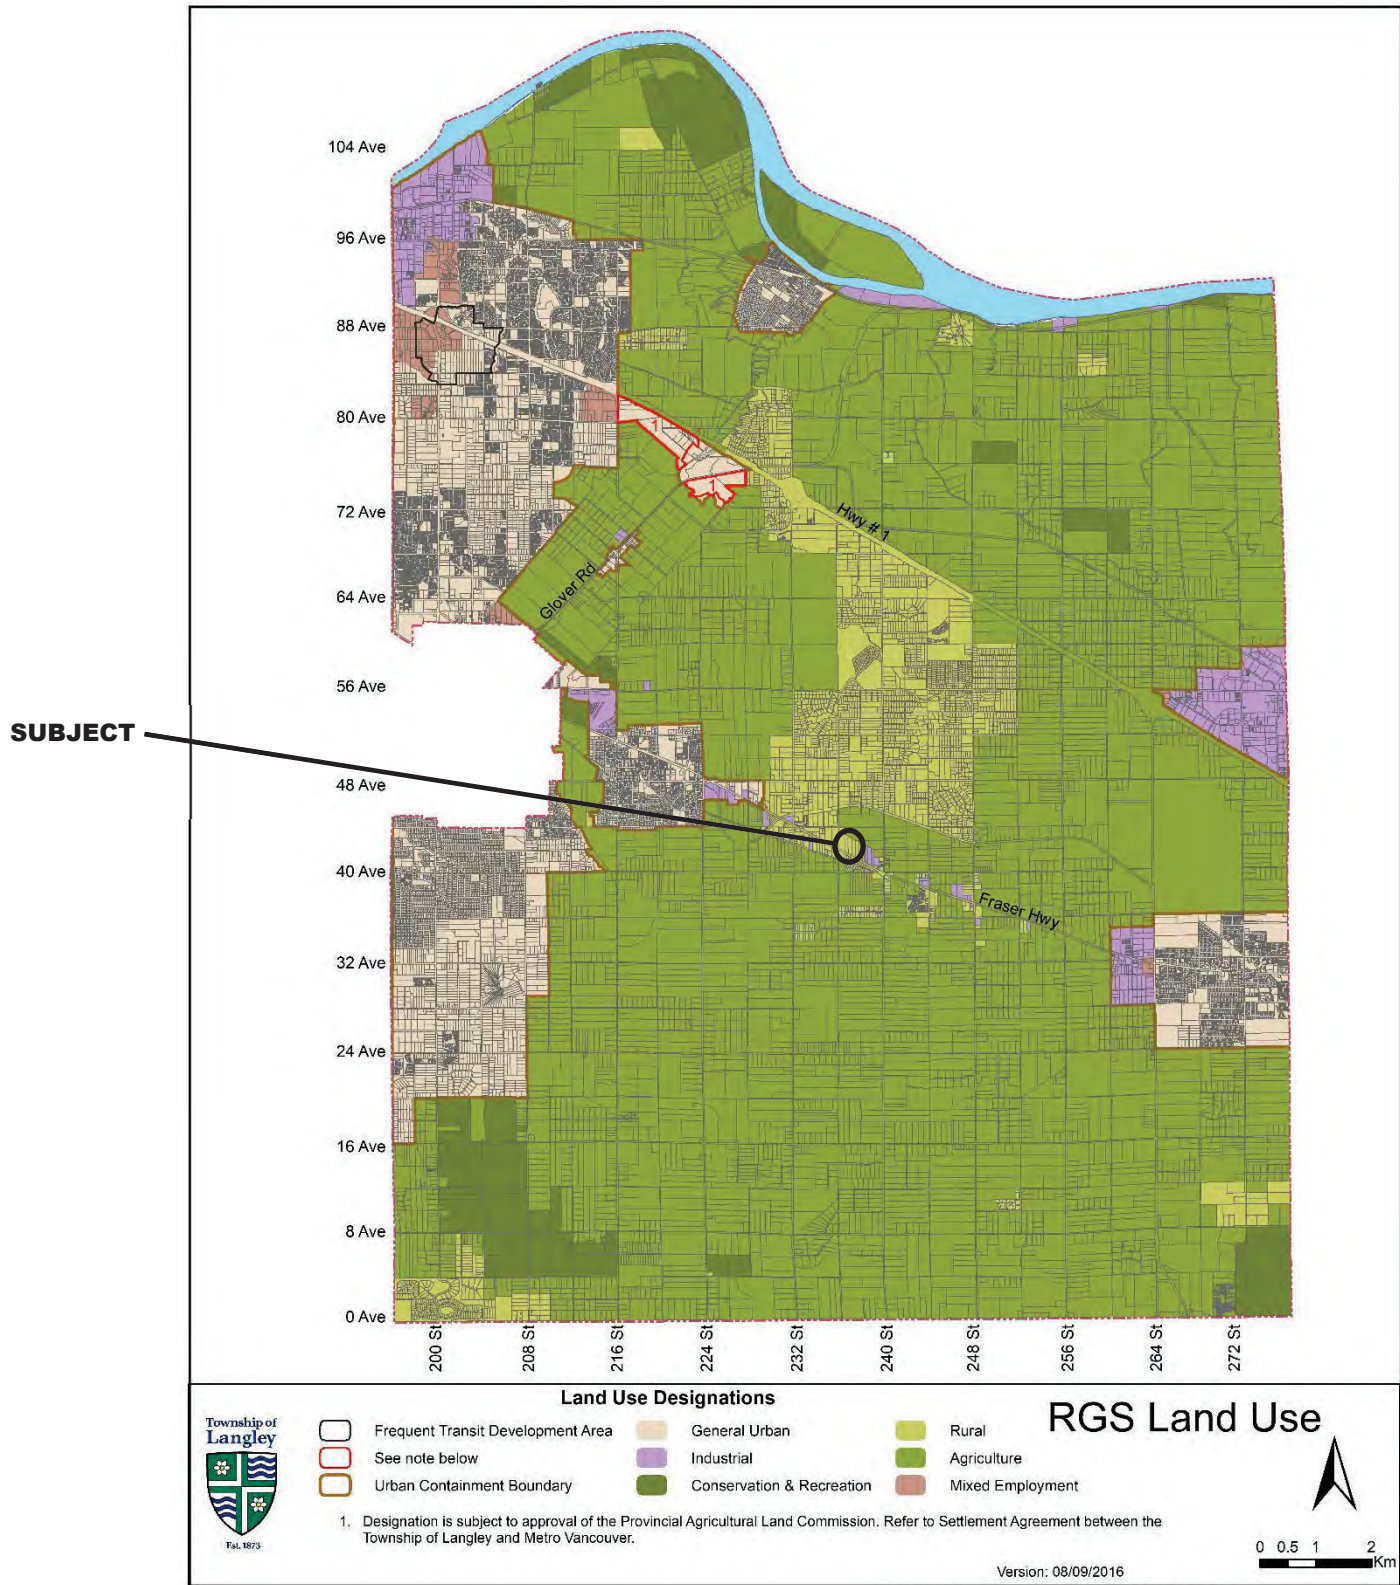 104 Ave
96 Ave
88 Ave
80 Ave
1
1
72 Ave
Hwy # 1
Glover Rd
64 Ave
56 Ave
SUBJECT
48 Ave
40 Ave
Fraser Hwy
32 Ave
24 Ave
16 Ave
8 Ave
0 Ave
200 St
208 St
216 St
224 St
232 St
240 St
248 St
256 St
264 St
272 St
Land Use Designations
RGS Land Use
Township of
Langley
Est. 1873
Frequent Transit Development Area
General Urban
Rural
See note below
Industrial
Agriculture
Urban Containment Boundary
Conservation & Recreation
Mixed Employment
1. Designation is subject to approval of the Provincial Agricultural Land Commission. Refer to Settlement Agreement between the
Township of Langley and Metro Vancouver.
0 0.5 1 2
Km
Version: 08/09/2016